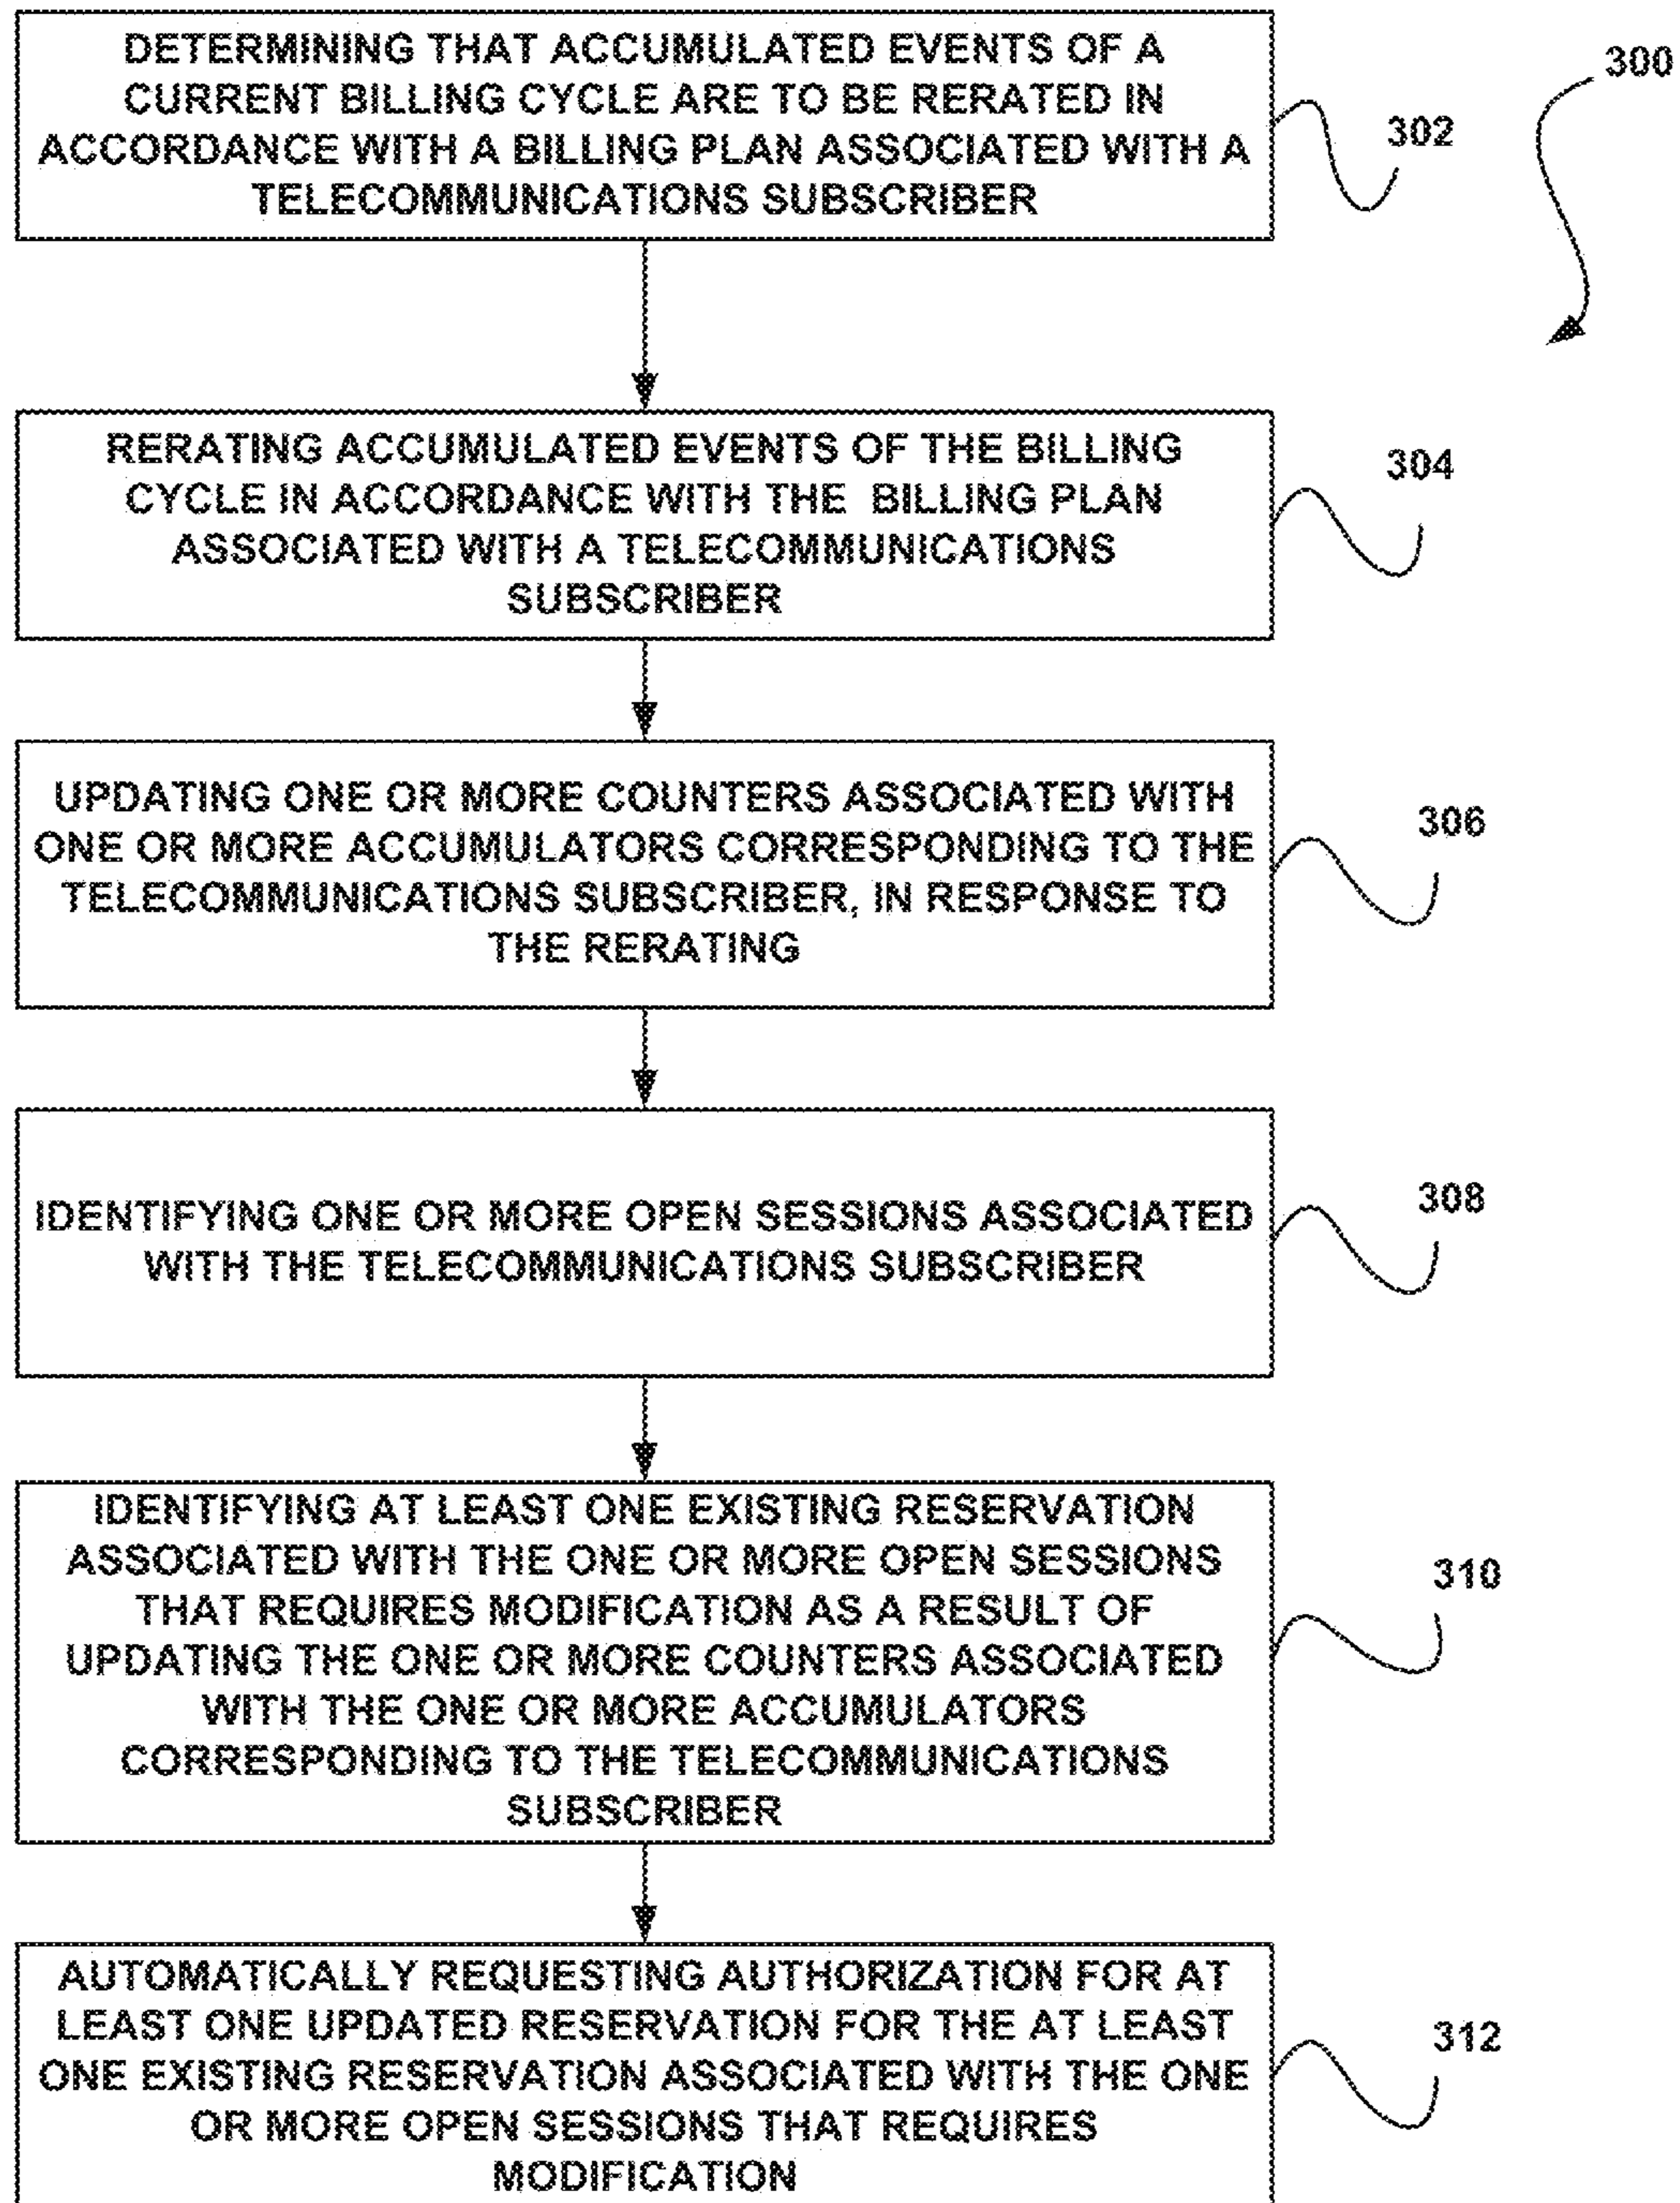 DETERMINING THAT ACCUMULATED EVENTS OF A
CURRENT BILLING CYCLE ARE TO BE RERATED IN
ACCORDANCE WITH A BILLING PLAN ASSOCIATED WITH A
TELECOMMUNICATIONS SUBSCRIBER
300
302
RERATING ACCUMULATED EVENTS OF THE BILLING
CYCLE IN ACCORDANCE WITH THE BILLING PLAN
ASSOCIATED WITH A TELECOMMUNICATIONS
SUBSCRIBER
304
UPDATING ONE OR MORE COUNTERS ASSOCIATED WITH
ONE OR MORE ACCUMULATORS CORRESPONDING TO THE
TELECOMMUNICATIONS SUBSCRIBER, IN RESPONSE TO
THE RERATING
306
IDENTIFYING ONE OR MORE OPEN SESSIONS ASSOCIATED
WITH THE TELECOMMUNICATIONS SUBSCRIBER
308
IDENTIFYING AT LEAST ONE EXISTING RESERVATION
ASSOCIATED WITH THE ONE OR MORE OPEN SESSIONS
THAT REQUIRES MODIFICATION AS A RESULT OF
UPDATING THE ONE OR MORE COUNTERS ASSOCIATED
WITH THE ONE OR MORE ACCUMULATORS
CORRESPONDING TO THE TELECOMMUNICATIONS
SUBSCRIBER
310
AUTOMATICALLY REQUESTING AUTHORIZATION FOR AT
LEAST ONE UPDATED RESERVATION FOR THE AT LEAST
ONE EXISTING RESERVATION ASSOCIATED WITH THE ONE
OR MORE OPEN SESSIONS THAT REQUIRES
MODIFICATION
312